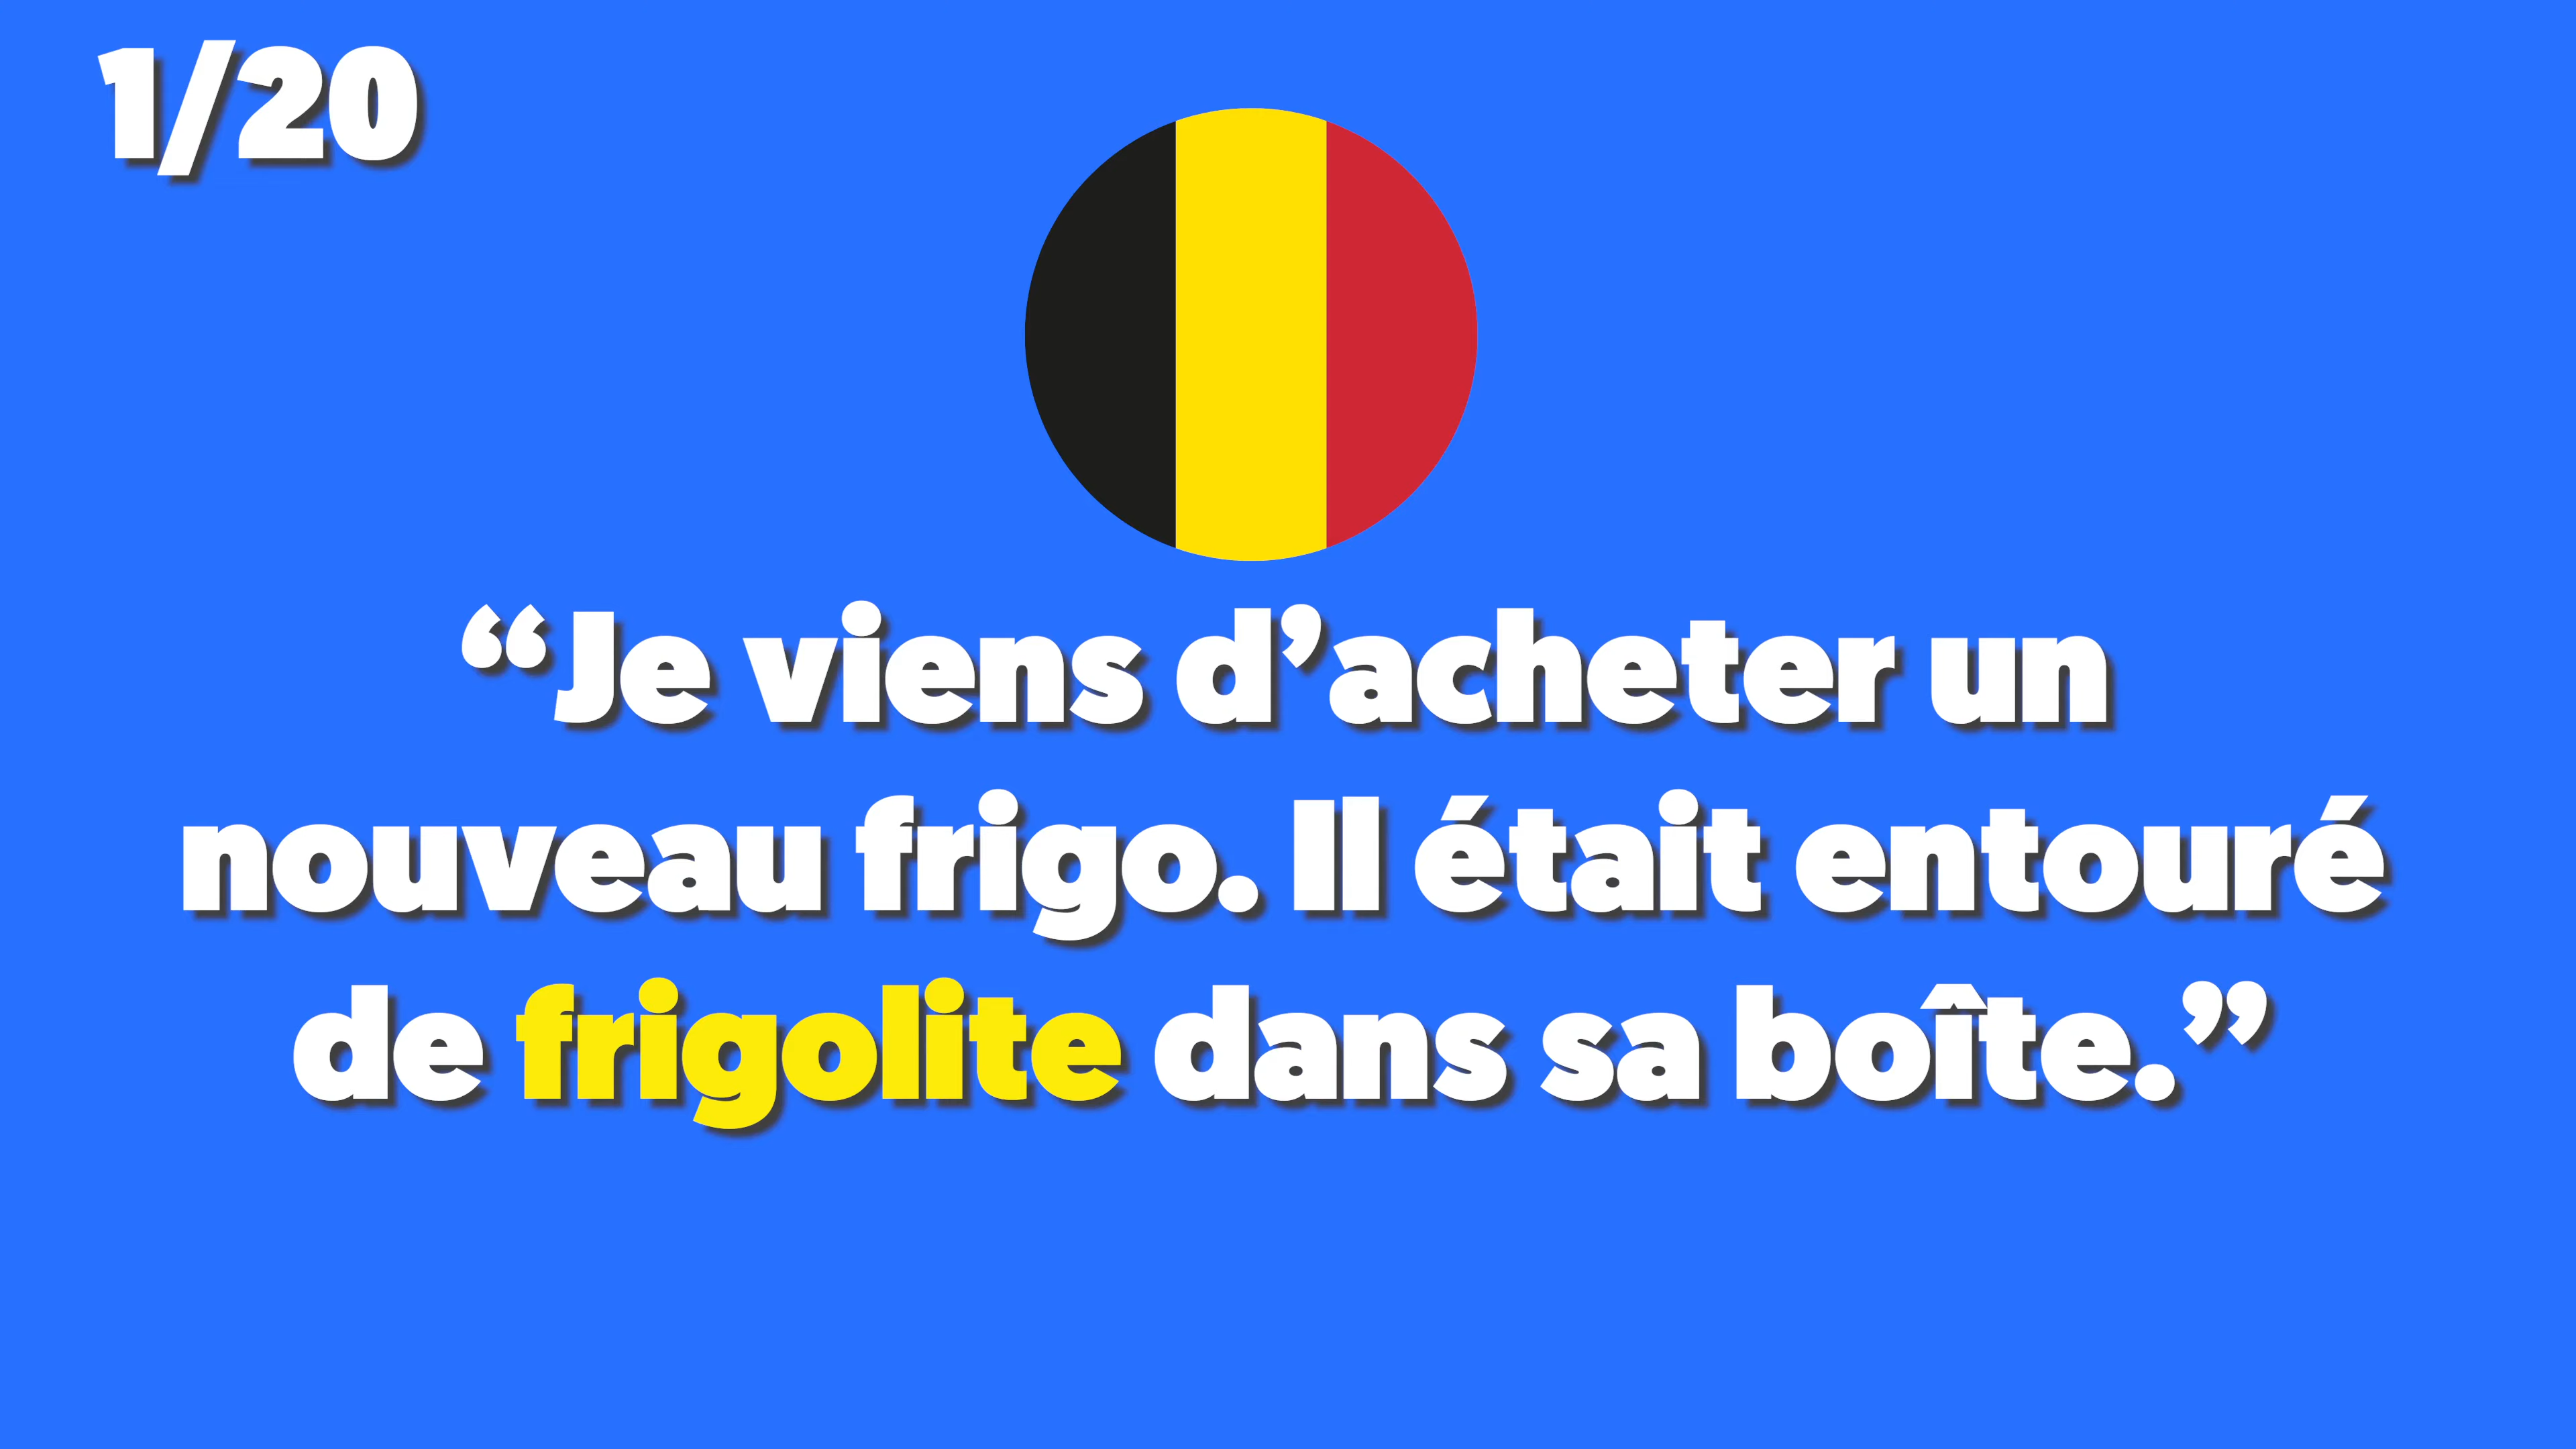 1/20
“Je viens d’acheter un
nouveau frigo. Il était entouré
de frigolite dans sa boîte.”